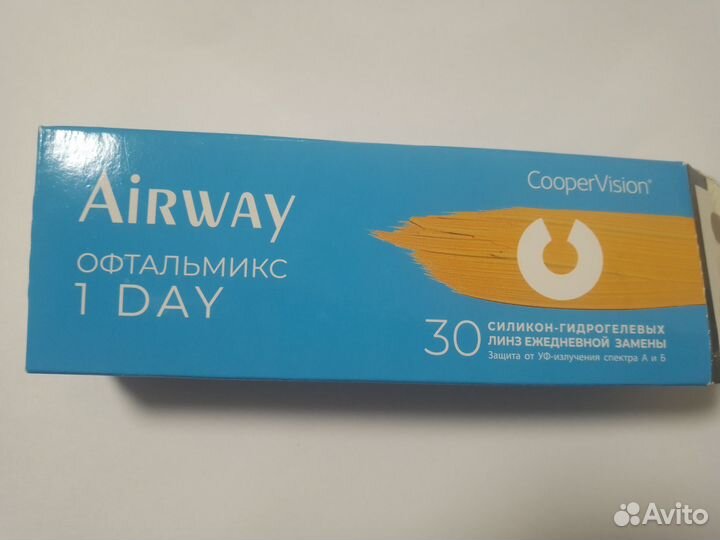 AiRWAY
ОФТАЛЬМИКС
1 DAY
CooperVision®
30 СИЛИКОН-ГИДРОГЕЛЕВЫХ
ЛИНЗ ЕЖЕДНЕВНОЙ ЗАМЕНЫ
Защита от УФ-излучения спектра А и Б
Avito